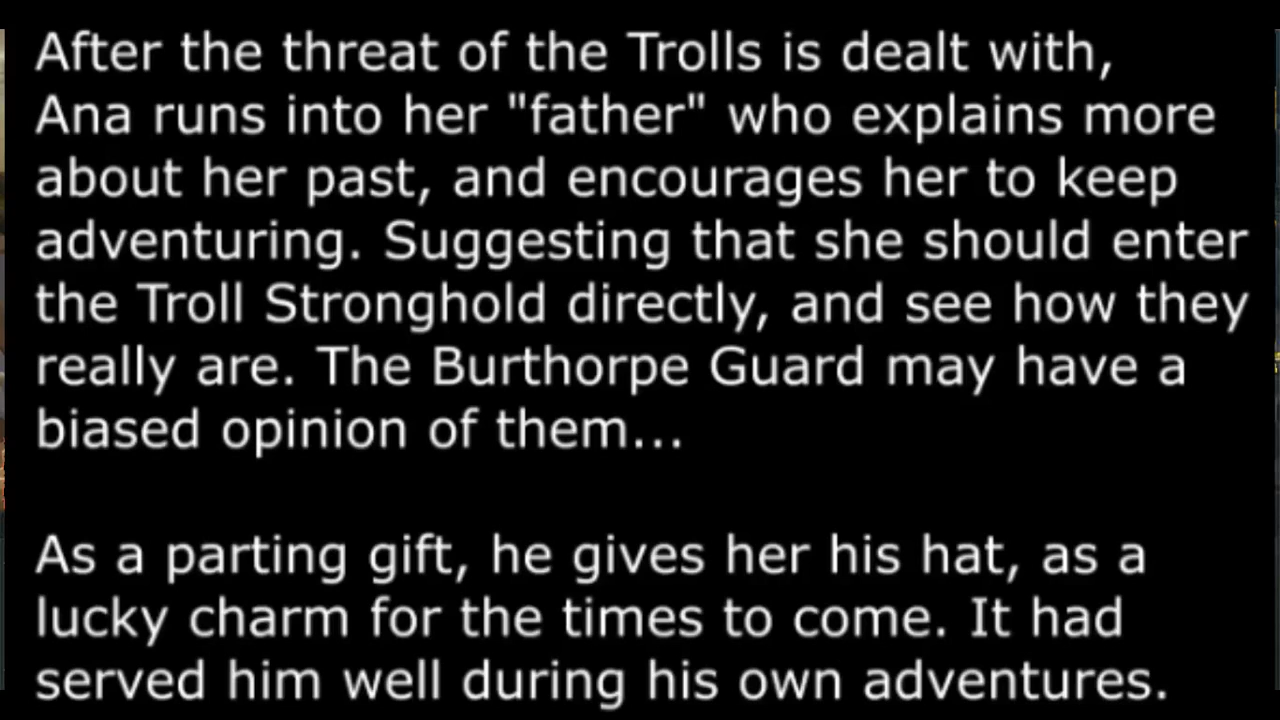 After the threat of the Trolls is dealt with,
Ana runs into her "father" who explains more
about her past, and encourages her to keep
adventuring. Suggesting that she should enter
the Troll Stronghold directly, and see how they
really are. The Burthorpe Guard may have a
biased opinion of them...
As a parting gift, he gives her his hat, as a
lucky charm for the times to come. It had
served him well during his own adventures.